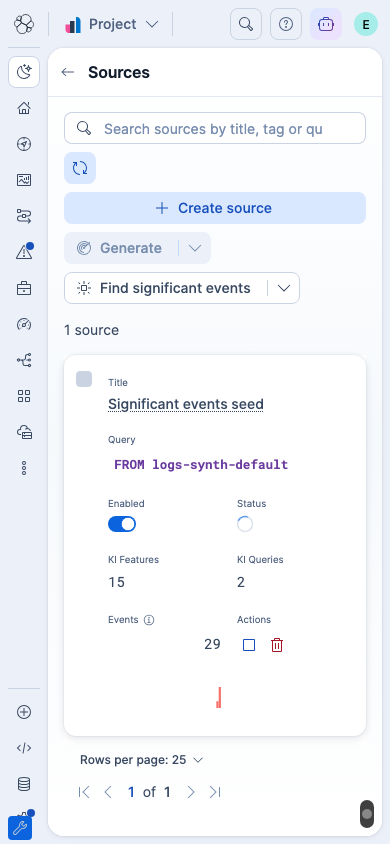 Project
E
Sources
Search sources by title, tag or qu
Create source
Generate
Find significant events
1 source
Title
Significant events seed
Query
FROM logs-synth-default
Enabled
Status
KI Features
KI Queries
15
2
Events
Actions
29
Rows per page: 25
1 of 1